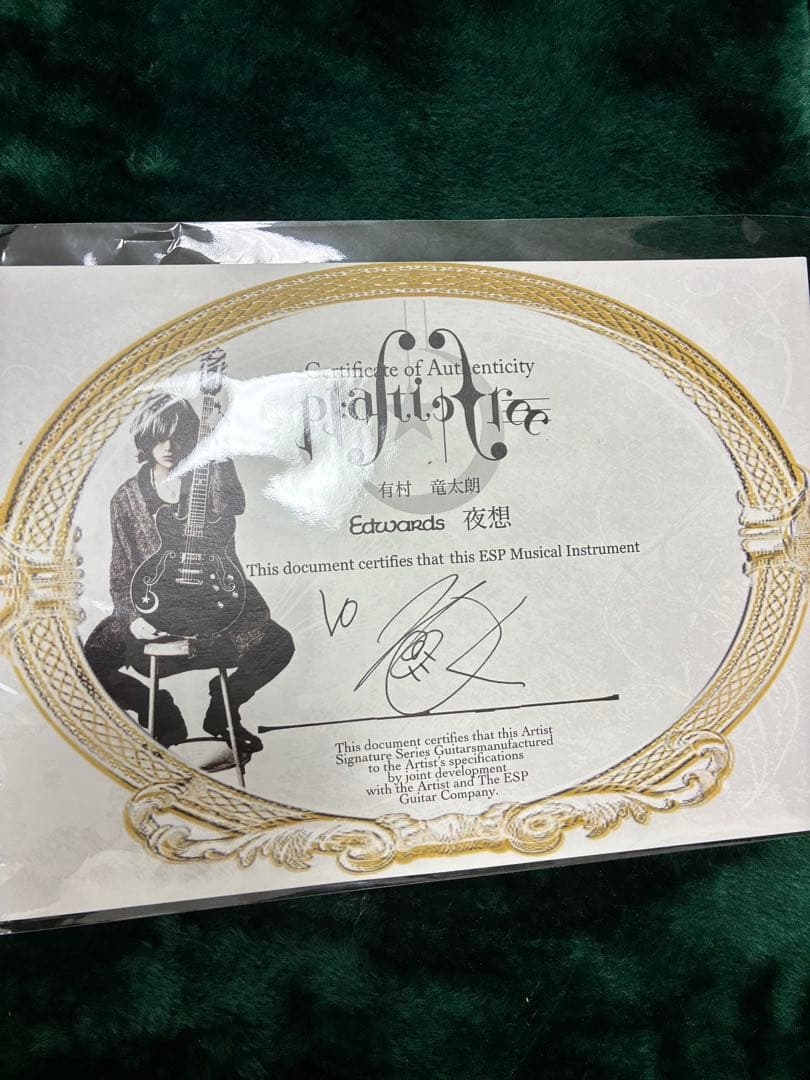 Certificate of Authenticity
plastic tree
有村 竜太朗
Edwards 夜想
This document certifies that this ESP Musical Instrument
Vo
This document certifies that this Artist
Signature Series Guitarsmanufactured
to the Artist's specifications
by joint development
with the Artist and The ESP
Guitar Company.